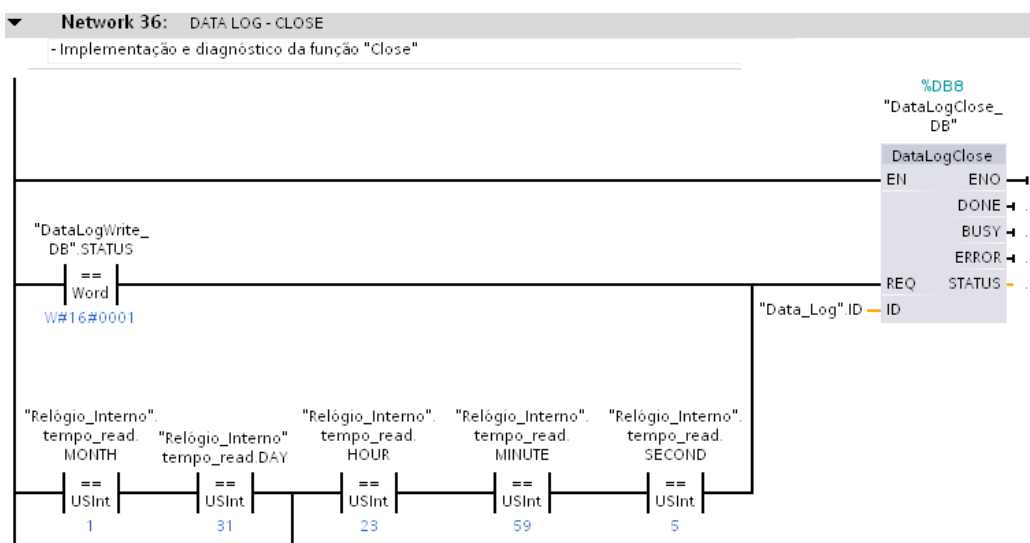 Network 36: DATA LOG - CLOSE
- Implementação e diagnóstico da função "Close"
%DB8
"DataLogClose_
DB"
DataLogClose
EN ENO
DONE
BUSY
ERROR
REQ STATUS
"Data_Log".ID ID
"DataLogWrite_
DB".STATUS
==
Word
W#16#0001
"Relógio_Interno".
tempo_read.
MONTH
==
USInt
1
"Relógio_Interno"
tempo_read.DAY
==
USInt
31
"Relógio_Interno".
tempo_read.
HOUR
==
USInt
23
"Relógio_Interno".
tempo_read.
MINUTE
==
USInt
59
"Relógio_Interno".
tempo_read.
SECOND
==
USInt
5